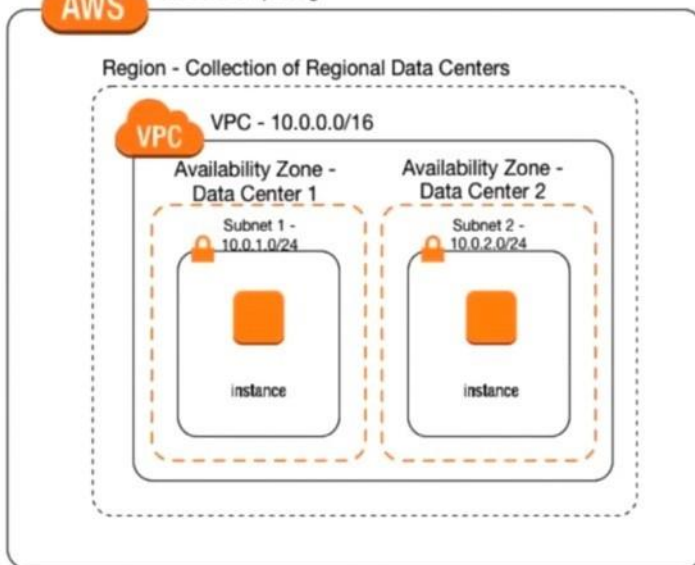 AWS
Region - Collection of Regional Data Centers
VPC
VPC - 10.0.0.0/16
Availability Zone -
Data Center 1
Availability Zone -
Data Center 2
Subnet 1 -
10.0.1.0/24
Subnet 2 -
10.0.2.0/24
instance
instance